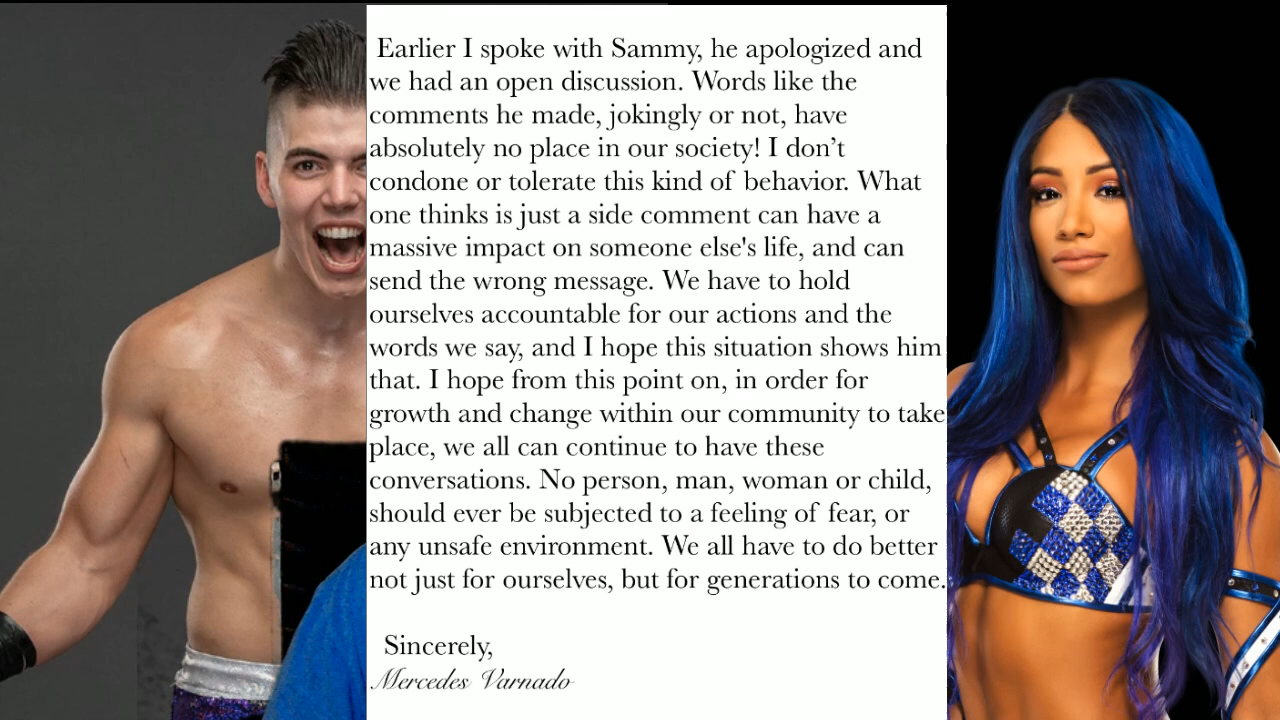 Earlier I spoke with Sammy, he apologized and
we had an open discussion. Words like the
comments he made, jokingly or not, have
absolutely no place in our society! I don’t
condone or tolerate this kind of behavior. What
one thinks is just a side comment can have a
massive impact on someone else's life, and can
send the wrong message. We have to hold
ourselves accountable for our actions and the
words we say, and I hope this situation shows him
that. I hope from this point on, in order for
growth and change within our community to take
place, we all can continue to have these
conversations. No person, man, woman or child,
should ever be subjected to a feeling of fear, or
any unsafe environment. We all have to do better
not just for ourselves, but for generations to come.
Sincerely,
Mercedes Varnado